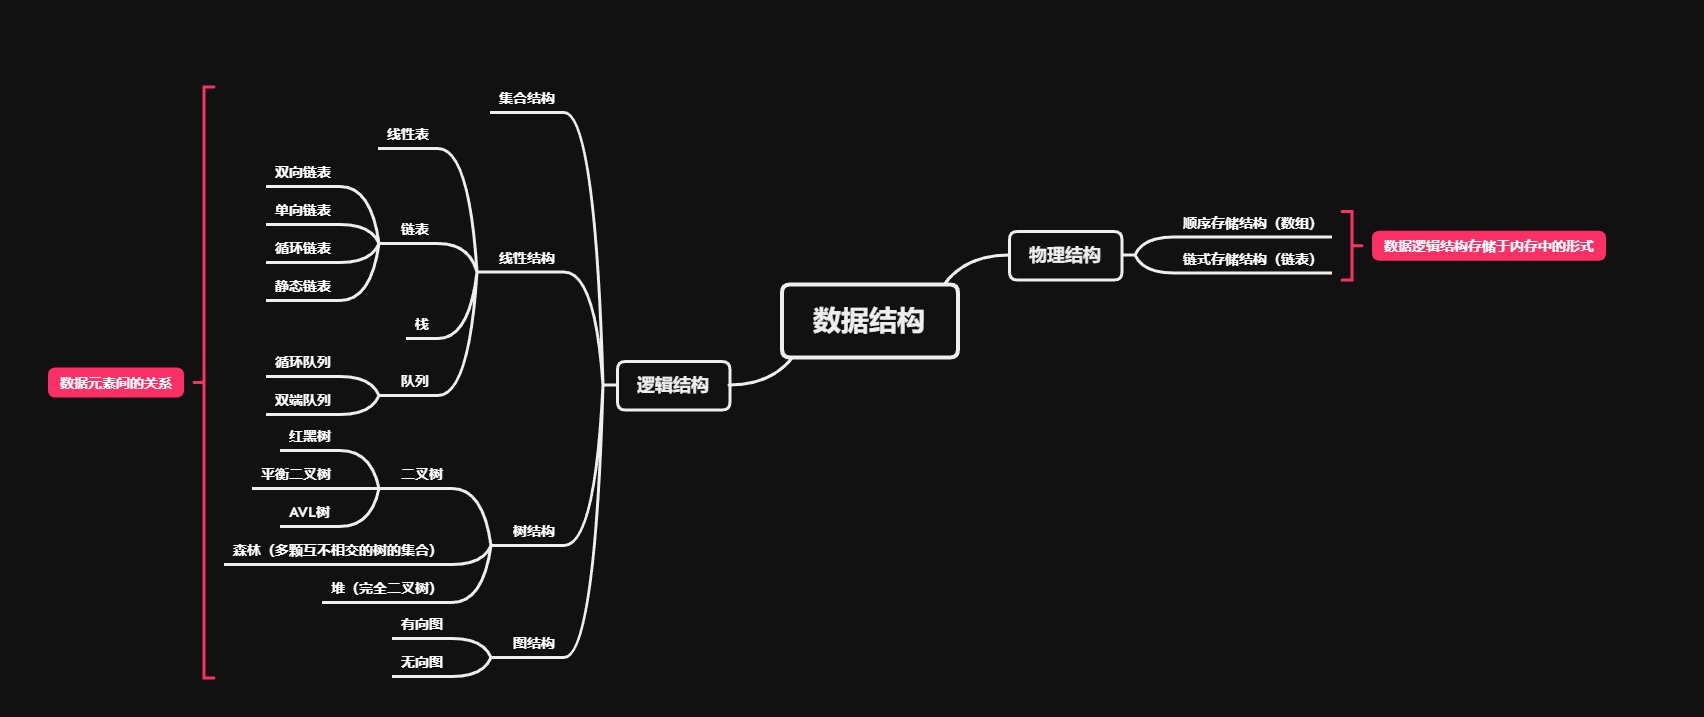 集合结构
线性表
双向链表
单向链表
链表
循环链表
静态链表
线性结构
栈
循环队列
队列
双端队列
红黑树
平衡二叉树
二叉树
AVL树
树结构
森林（多颗互不相交的树的集合）
堆（完全二叉树）
有向图
图结构
无向图
数据元素间的关系
逻辑结构
数据结构
物理结构
顺序存储结构（数组）
链式存储结构（链表）
数据逻辑结构存储于内存中的形式